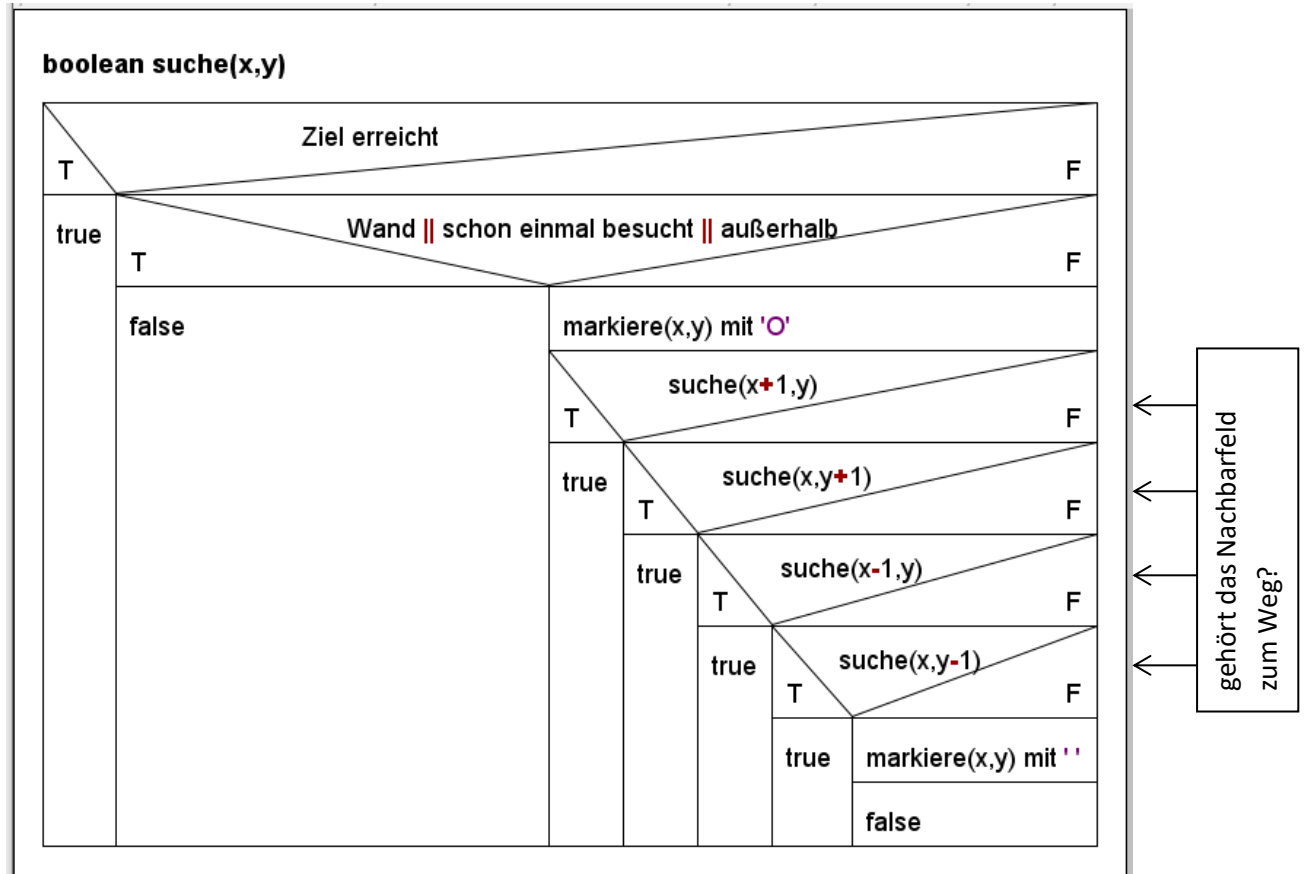 boolean suche(x,y)
Ziel erreicht
T
F
true
Wand || schon einmal besucht || außerhalb
T
F
false
markiere(x,y) mit 'O'
suche(x+1,y)
T
F
true
suche(x,y+1)
T
F
true
suche(x-1,y)
T
F
true
suche(x,y-1)
T
F
true
markiere(x,y) mit ' '
false
gehört das Nachbarfeld
zum Weg?